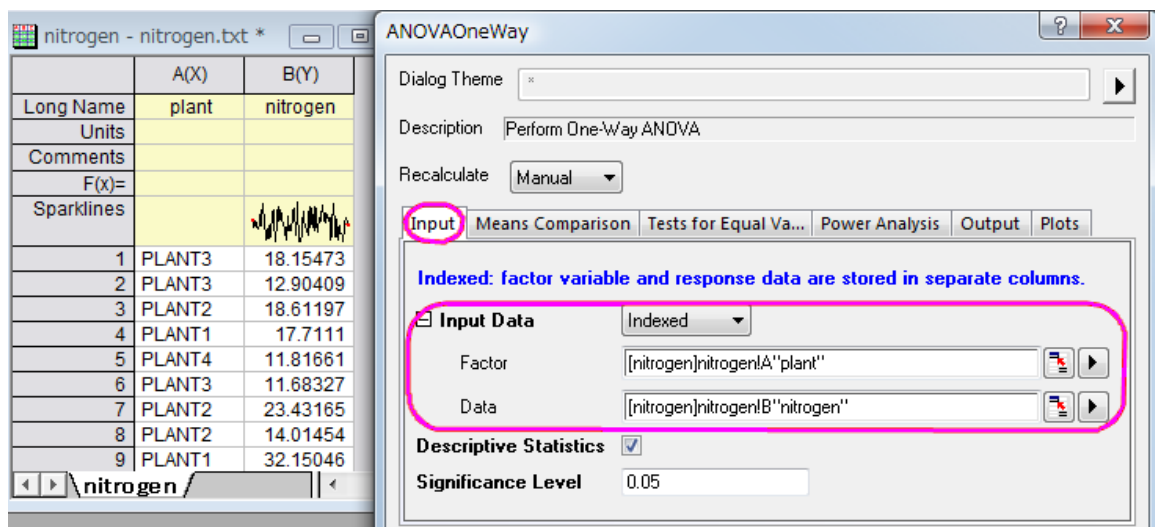 nitrogen - nitrogen.txt *
A(X) B(Y)
Long Name plant nitrogen
Units
Comments
F(x)=
Sparklines
1 PLANT3 18.15473
2 PLANT3 12.90409
3 PLANT2 18.61197
4 PLANT1 17.7111
5 PLANT4 11.81661
6 PLANT3 11.68327
7 PLANT2 23.43165
8 PLANT2 14.01454
9 PLANT1 32.15046
nitrogen
ANOVAOneWay
Dialog Theme *
Description Perform One-Way ANOVA
Recalculate Manual
Input Means Comparison Tests for Equal Va... Power Analysis Output Plots
Indexed: factor variable and response data are stored in separate columns.
Input Data Indexed
Factor [nitrogen]nitrogen!A"plant"
Data [nitrogen]nitrogen!B"nitrogen"
Descriptive Statistics
Significance Level 0.05